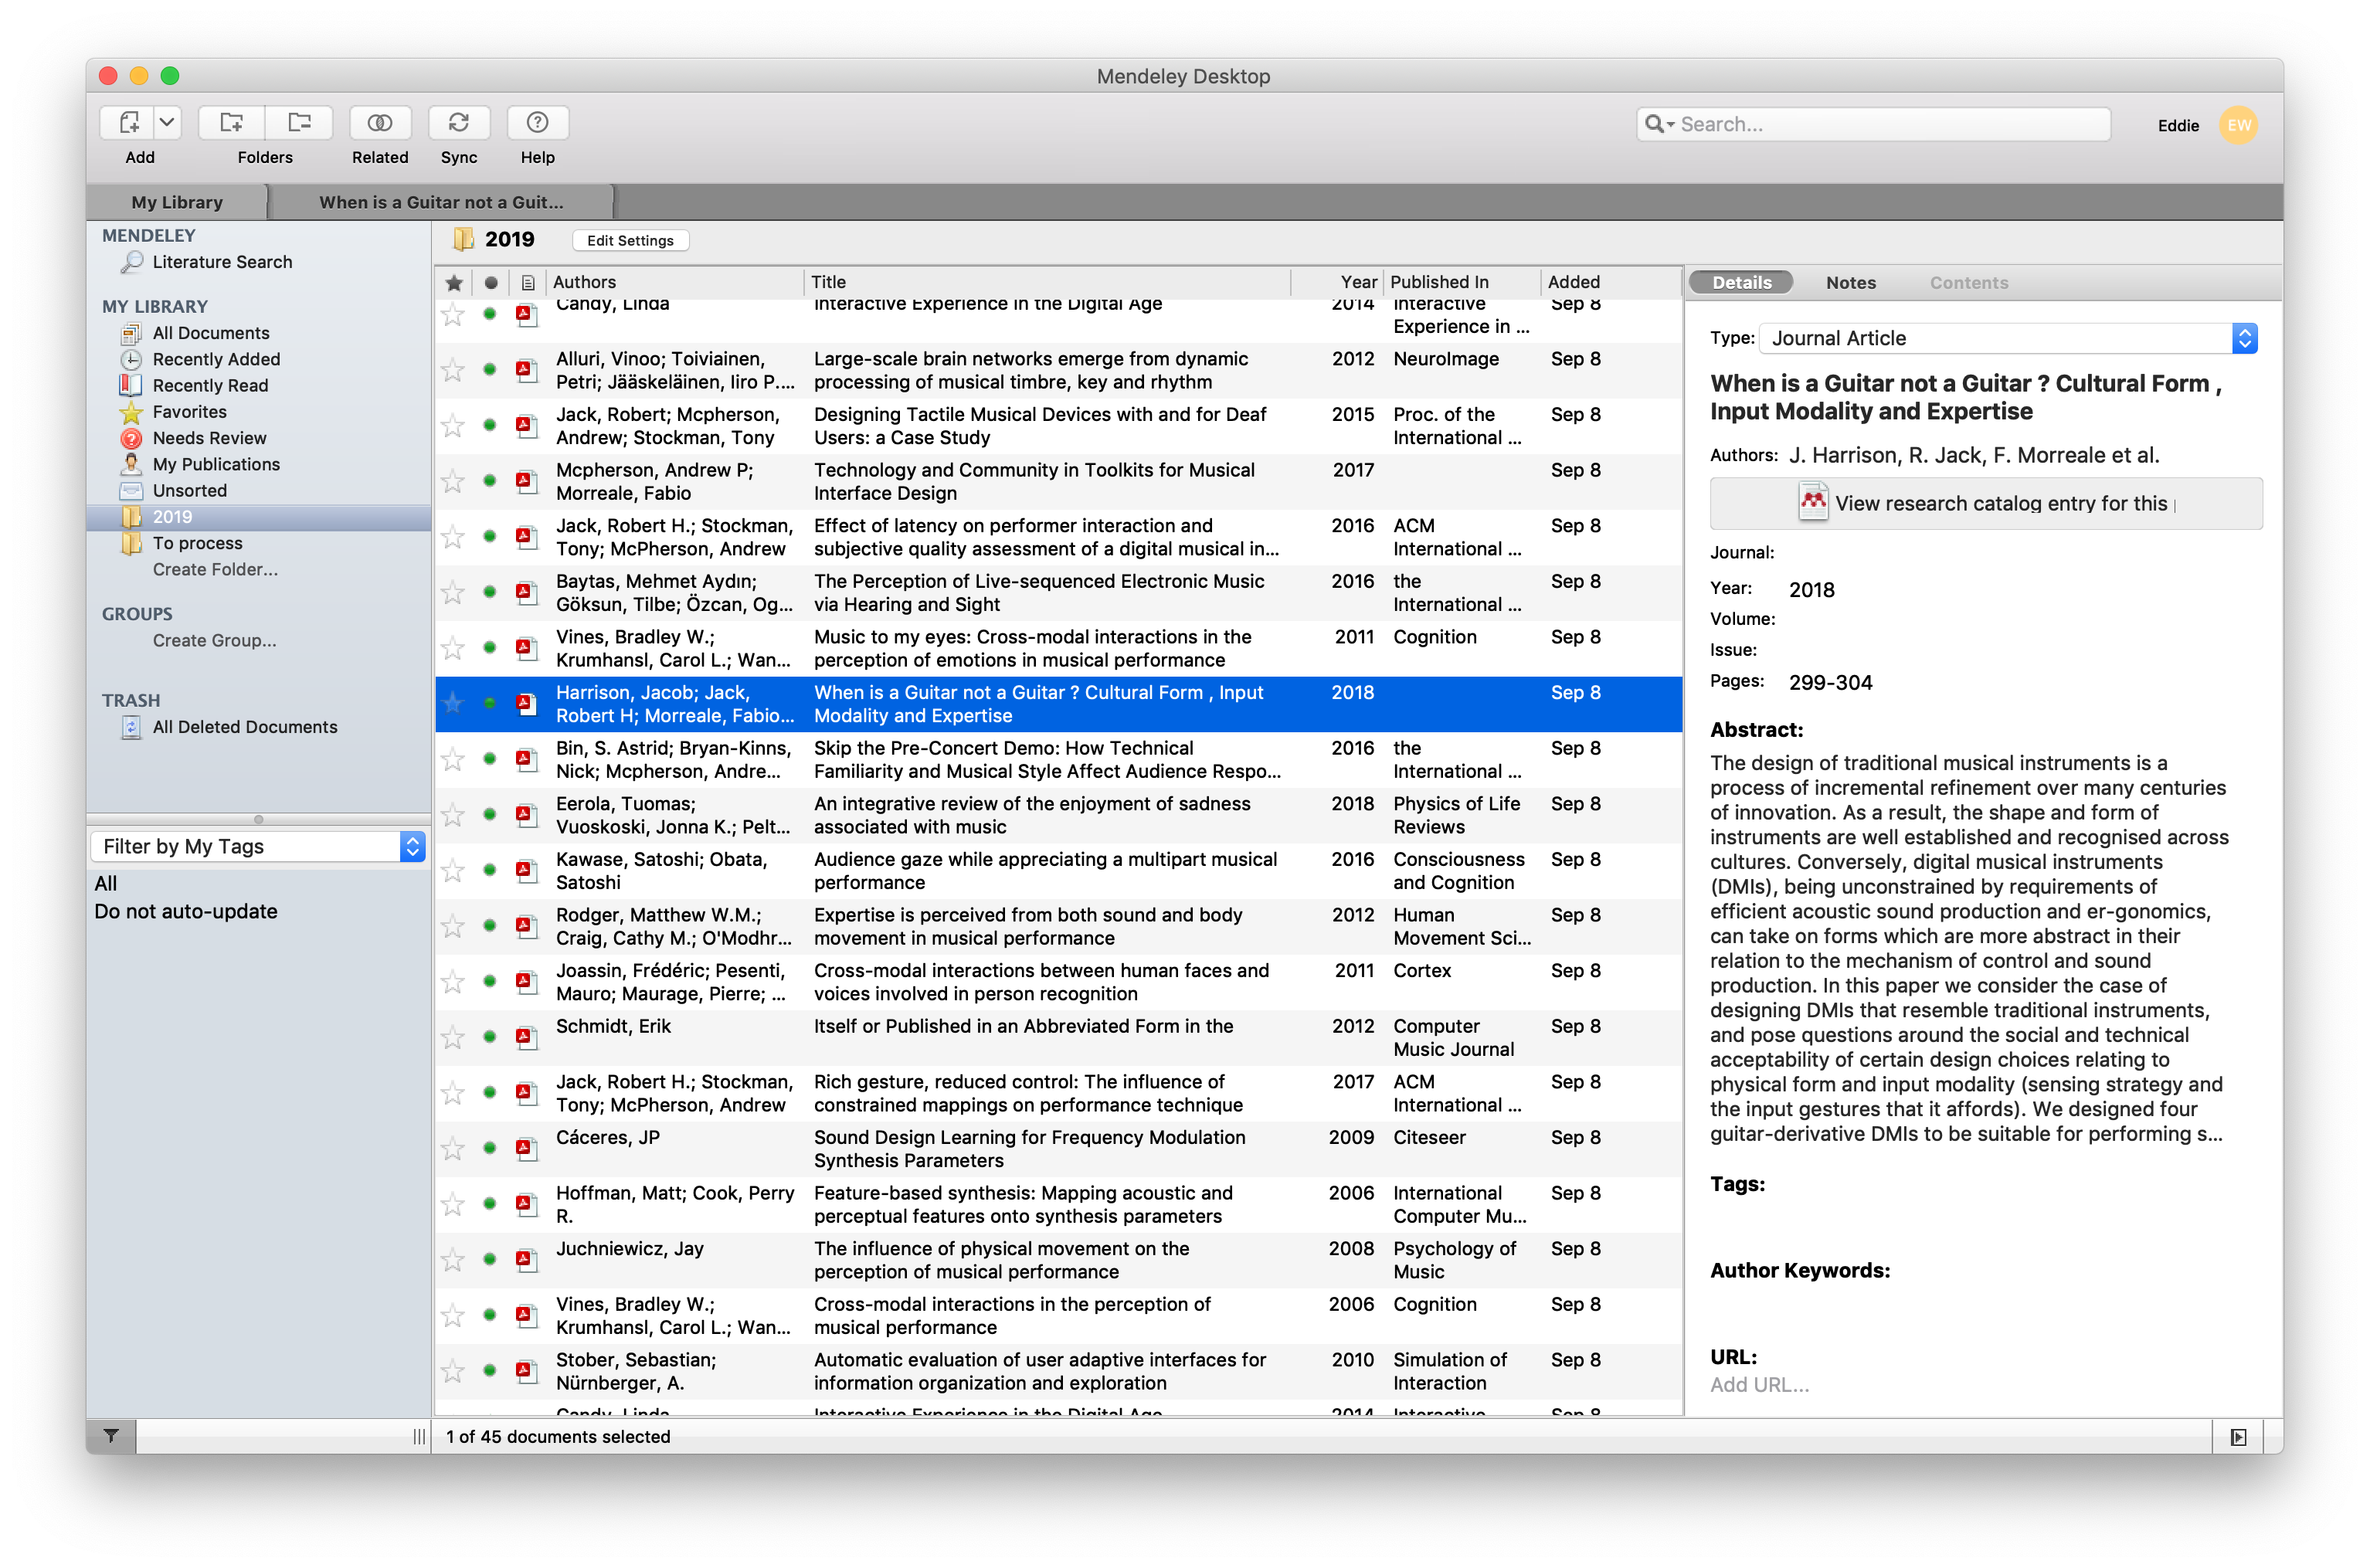 Mendeley Desktop
Add
Folders
Related
Sync
Help
Search...
Eddie
EW
My Library
When is a Guitar not a Guit...
MENDELEY
Literature Search
MY LIBRARY
All Documents
Recently Added
Recently Read
Favorites
Needs Review
My Publications
Unsorted
2019
To process
Create Folder...
GROUPS
Create Group...
TRASH
All Deleted Documents
Filter by My Tags
All
Do not auto-update
2019
Edit Settings
Authors Title Year Published In Added
Candy, Linda Interactive Experience in the Digital Age 2014 Interactive Sep 8
Experience in ...
Alluri, Vinoo; Toiviainen, Large-scale brain networks emerge from dynamic 2012 NeuroImage Sep 8
Petri; Jääskeläinen, Iiro P.... processing of musical timbre, key and rhythm
Jack, Robert; Mcpherson, Designing Tactile Musical Devices with and for Deaf 2015 Proc. of the Sep 8
Andrew; Stockman, Tony Users: a Case Study International ...
Mcpherson, Andrew P; Technology and Community in Toolkits for Musical 2017 Sep 8
Morreale, Fabio Interface Design
Jack, Robert H.; Stockman, Effect of latency on performer interaction and 2016 ACM Sep 8
Tony; McPherson, Andrew subjective quality assessment of a digital musical in... International ...
Baytas, Mehmet Aydın; The Perception of Live-sequenced Electronic Music 2016 the Sep 8
Göksun, Tilbe; Özcan, Og... via Hearing and Sight International ...
Vines, Bradley W.; Music to my eyes: Cross-modal interactions in the 2011 Cognition Sep 8
Krumhansl, Carol L.; Wan... perception of emotions in musical performance
Harrison, Jacob; Jack, When is a Guitar not a Guitar ? Cultural Form , Input 2018 Sep 8
Robert H; Morreale, Fabio... Modality and Expertise
Bin, S. Astrid; Bryan-Kinns, Skip the Pre-Concert Demo: How Technical 2016 the Sep 8
Nick; Mcpherson, Andre... Familiarity and Musical Style Affect Audience Respo... International ...
Eerola, Tuomas; An integrative review of the enjoyment of sadness 2018 Physics of Life Sep 8
Vuoskoski, Jonna K.; Pelt... associated with music Reviews
Kawase, Satoshi; Obata, Audience gaze while appreciating a multipart musical 2016 Consciousness Sep 8
Satoshi performance and Cognition
Rodger, Matthew W.M.; Expertise is perceived from both sound and body 2012 Human Sep 8
Craig, Cathy M.; O'Modhr... movement in musical performance Movement Sci...
Joassin, Frédéric; Pesenti, Cross-modal interactions between human faces and 2011 Cortex Sep 8
Mauro; Maurage, Pierre; ... voices involved in person recognition
Schmidt, Erik Itself or Published in an Abbreviated Form in the 2012 Computer Sep 8
Music Journal
Jack, Robert H.; Stockman, Rich gesture, reduced control: The influence of 2017 ACM Sep 8
Tony; McPherson, Andrew constrained mappings on performance technique International ...
Cáceres, JP Sound Design Learning for Frequency Modulation 2009 Citeseer Sep 8
Synthesis Parameters
Hoffman, Matt; Cook, Perry Feature-based synthesis: Mapping acoustic and 2006 International Sep 8
R. perceptual features onto synthesis parameters Computer Mu...
Juchniewicz, Jay The influence of physical movement on the 2008 Psychology of Sep 8
perception of musical performance Music
Vines, Bradley W.; Cross-modal interactions in the perception of 2006 Cognition Sep 8
Krumhansl, Carol L.; Wan... musical performance
Stober, Sebastian; Automatic evaluation of user adaptive interfaces for 2010 Simulation of Sep 8
Nürnberger, A. information organization and exploration Interaction
Candy, Linda Interactive Experience in the Digital Age 2014 Interactive Sep 8
1 of 45 documents selected
Details Notes Contents
Type: Journal Article
When is a Guitar not a Guitar ? Cultural Form ,
Input Modality and Expertise
Authors: J. Harrison, R. Jack, F. Morreale et al.
View research catalog entry for this
Journal:
Year: 2018
Volume:
Issue:
Pages: 299-304
Abstract:
The design of traditional musical instruments is a
process of incremental refinement over many centuries
of innovation. As a result, the shape and form of
instruments are well established and recognised across
cultures. Conversely, digital musical instruments
(DMIs), being unconstrained by requirements of
efficient acoustic sound production and er-gonomics,
can take on forms which are more abstract in their
relation to the mechanism of control and sound
production. In this paper we consider the case of
designing DMIs that resemble traditional instruments,
and pose questions around the social and technical
acceptability of certain design choices relating to
physical form and input modality (sensing strategy and
the input gestures that it affords). We designed four
guitar-derivative DMIs to be suitable for performing s...
Tags:
Author Keywords:
URL:
Add URL...